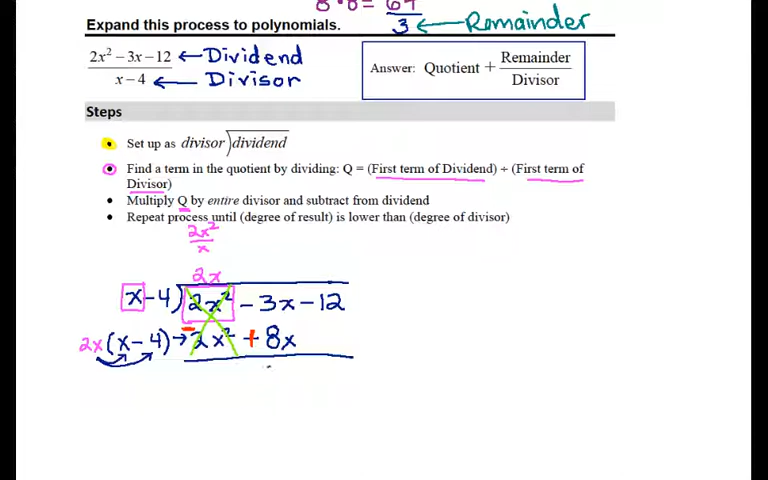 8 · 8 = 64
Expand this process to polynomials. 3 ← Remainder
2x² − 3x − 12 ← Dividend
x − 4 ← Divisor
Answer: Quotient + Remainder
Divisor
Steps
• Set up as divisor)dividend
• Find a term in the quotient by dividing: Q = (First term of Dividend) ÷ (First term of
Divisor)
• Multiply Q by entire divisor and subtract from dividend
• Repeat process until (degree of result) is lower than (degree of divisor)
2x²
x
2x
x − 4)2x² − 3x − 12
2x(x − 4) → −2x² + 8x